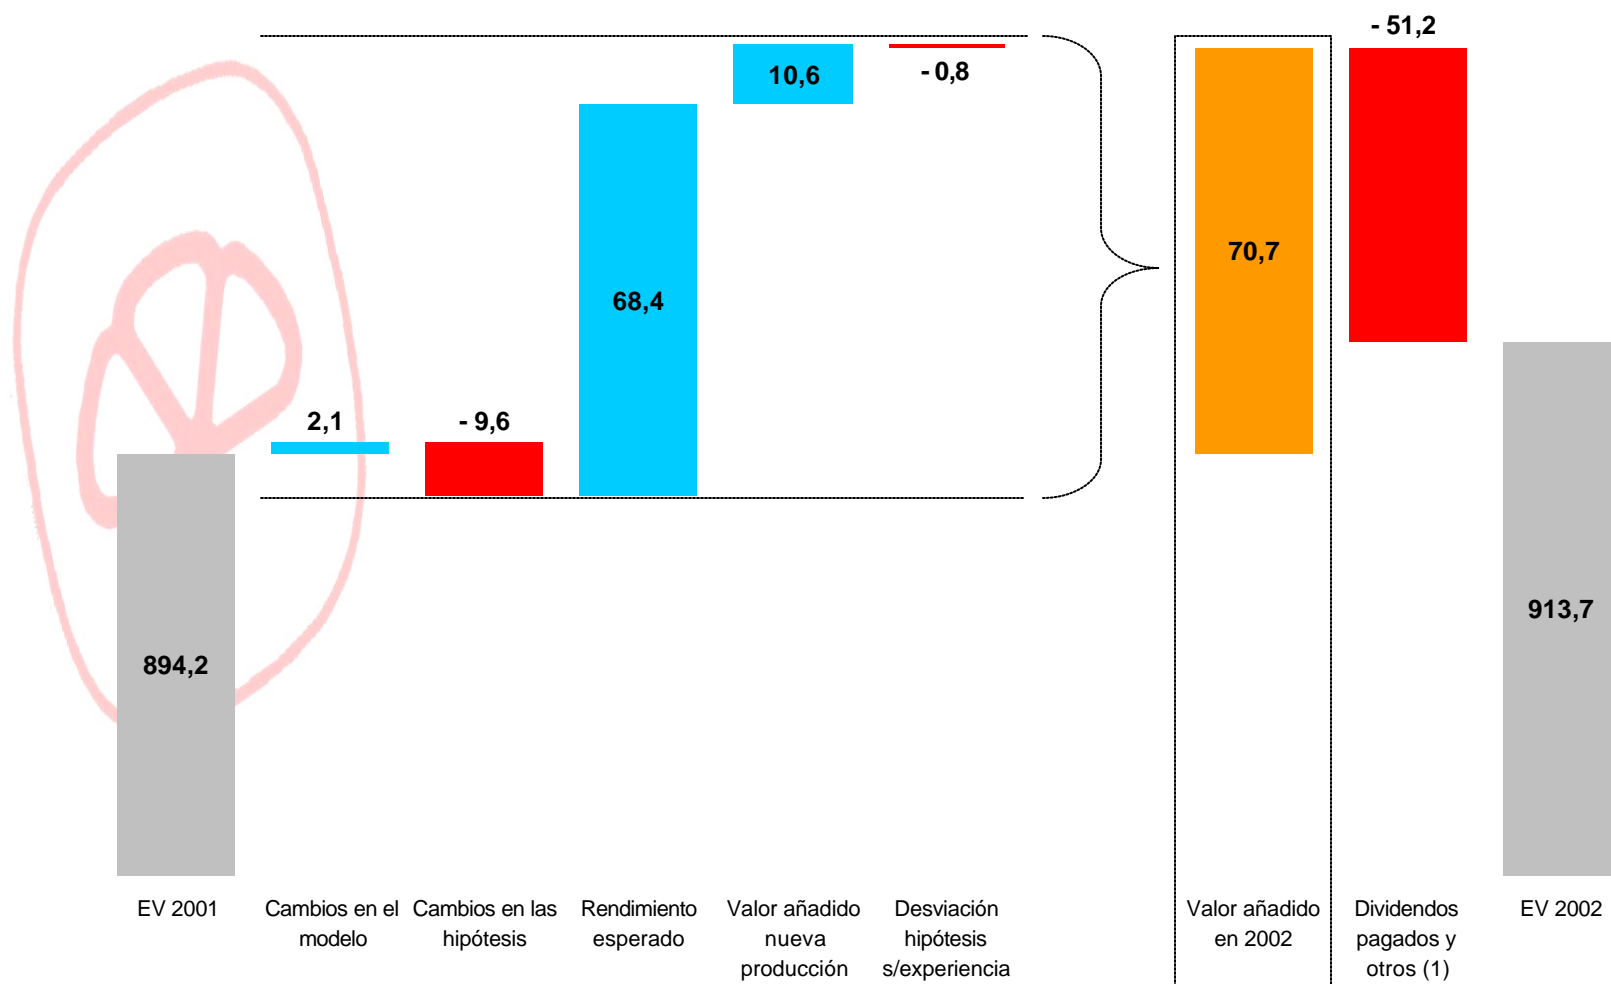 - 51,2
10,6
- 0,8
70,7
68,4
2,1
- 9,6
913,7
894,2
EV 2001
Cambios en el
modelo
Cambios en las
hipótesis
Rendimiento
esperado
Valor añadido
nueva
producción
Desviación
hipótesis
s/experiencia
Valor añadido
en 2002
Dividendos
pagados y
otros (1)
EV 2002